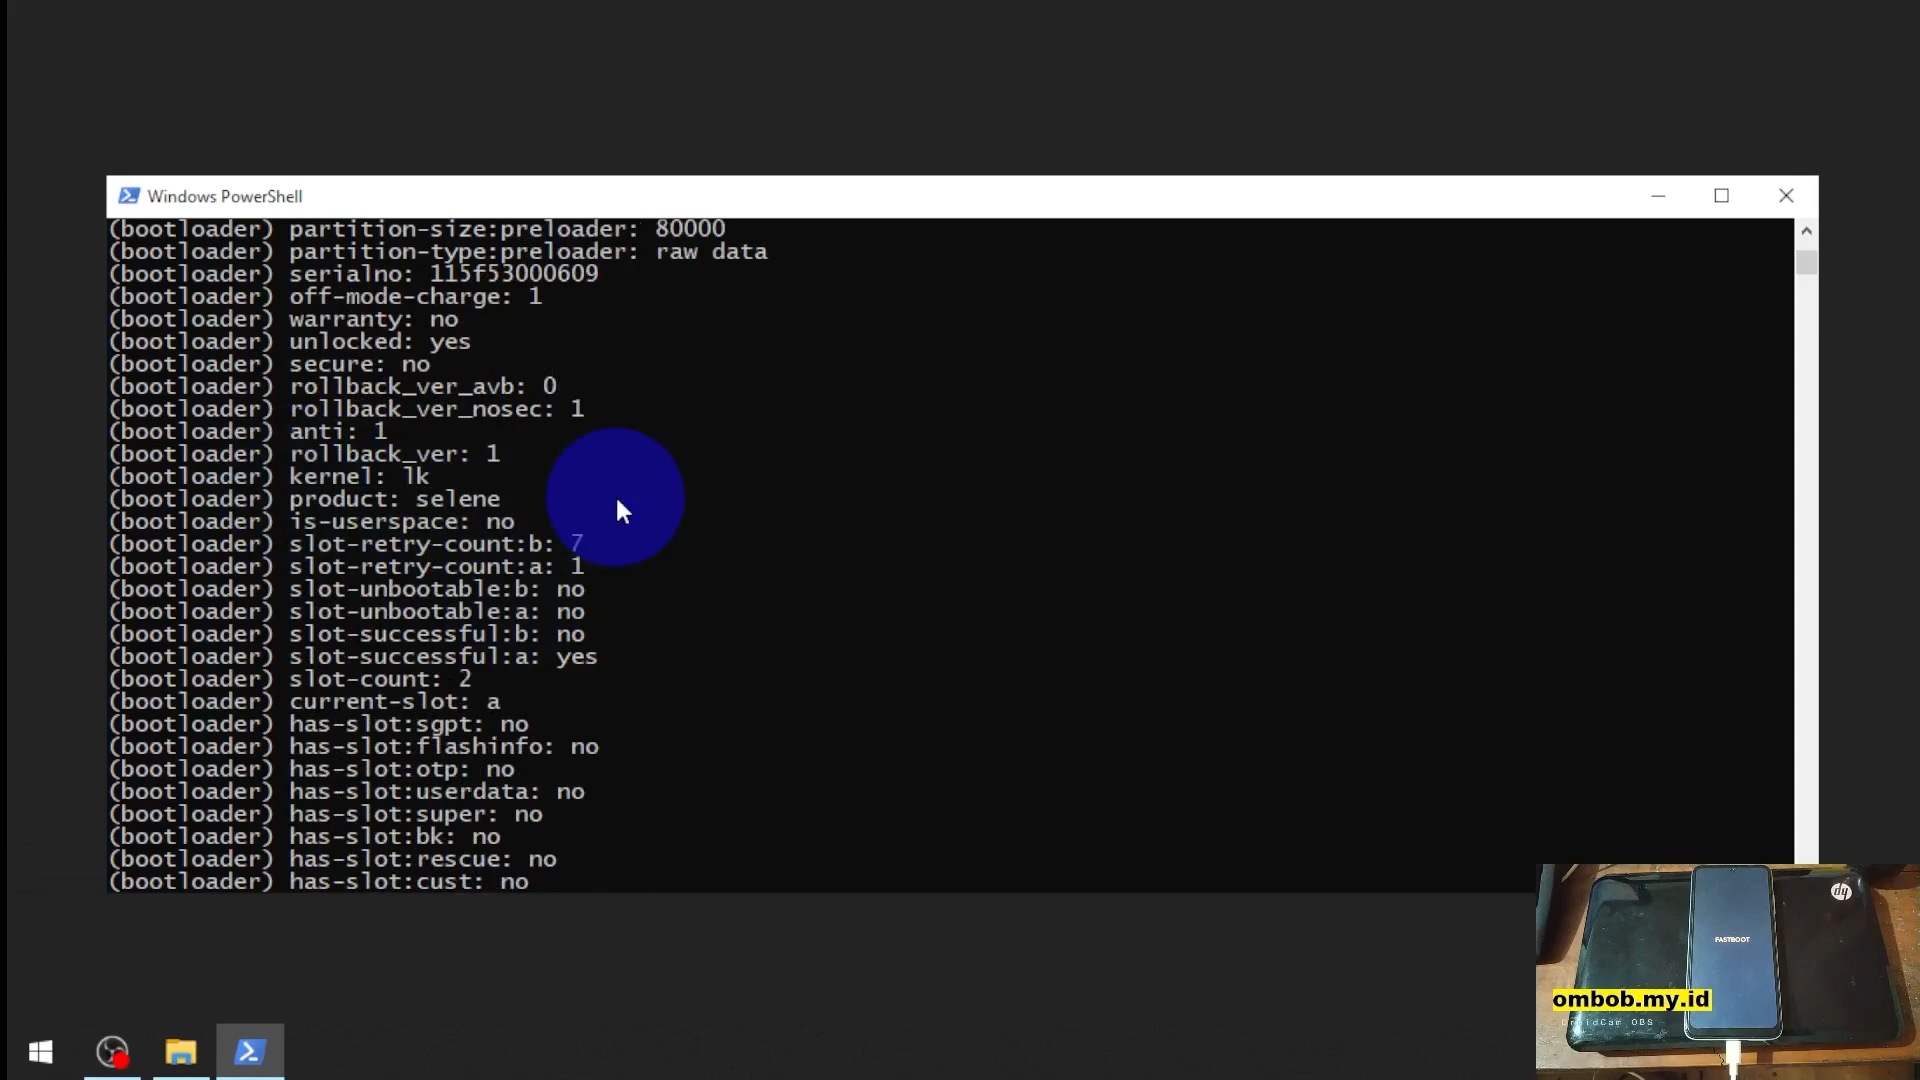 Windows PowerShell
(bootloader) partition-size:preloader: 80000
(bootloader) partition-type:preloader: raw data
(bootloader) serialno: 115f53000609
(bootloader) off-mode-charge: 1
(bootloader) warranty: no
(bootloader) unlocked: yes
(bootloader) secure: no
(bootloader) rollback_ver_avb: 0
(bootloader) rollback_ver_nosec: 1
(bootloader) anti: 1
(bootloader) rollback_ver: 1
(bootloader) kernel: lk
(bootloader) product: selene
(bootloader) is-userspace: no
(bootloader) slot-retry-count:b: 7
(bootloader) slot-retry-count:a: 1
(bootloader) slot-unbootable:b: no
(bootloader) slot-unbootable:a: no
(bootloader) slot-successful:b: no
(bootloader) slot-successful:a: yes
(bootloader) slot-count: 2
(bootloader) current-slot: a
(bootloader) has-slot:sgpt: no
(bootloader) has-slot:flashinfo: no
(bootloader) has-slot:otp: no
(bootloader) has-slot:userdata: no
(bootloader) has-slot:super: no
(bootloader) has-slot:bk: no
(bootloader) has-slot:rescue: no
(bootloader) has-slot:cust: no
hp
FASTBOOT
ombob.my.id
DroidCam OBS